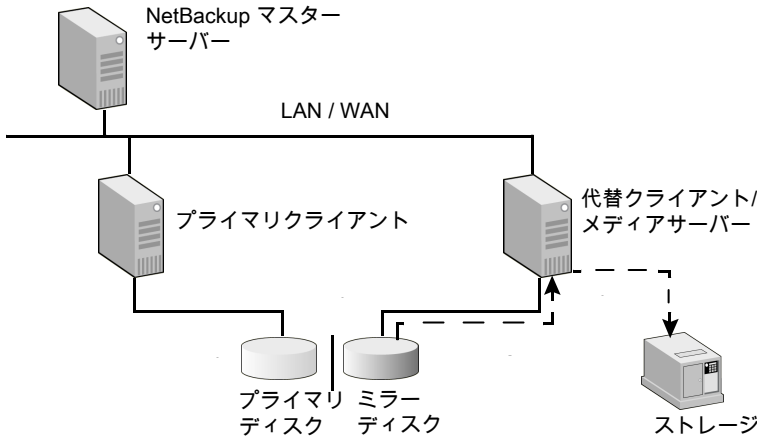 NetBackup マスター
サーバー
LAN / WAN
プライマリクライアント
代替クライアント/
メディアサーバー
プライマリ
ディスク
ミラー
ディスク
ストレージ